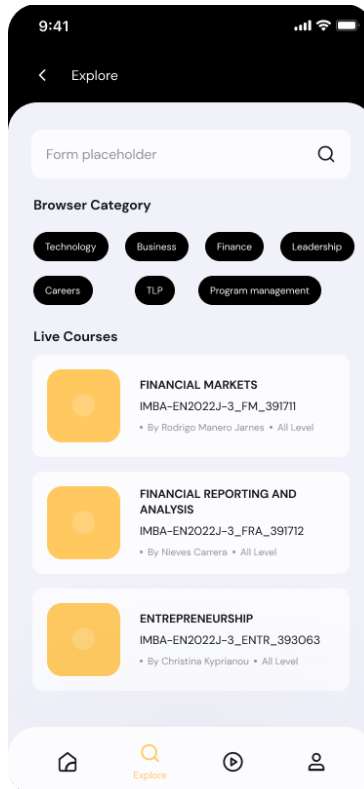 9:41
Explore
Form placeholder
Browser Category
Technology Business Finance Leadership
Careers TLP Program management
Live Courses
FINANCIAL MARKETS
IMBA-EN2022J-3_FM_391711
• By Rodrigo Manero Jarnes • All Level
FINANCIAL REPORTING AND
ANALYSIS
IMBA-EN2022J-3_FRA_391712
• By Nieves Carrera • All Level
ENTREPRENEURSHIP
IMBA-EN2022J-3_ENTR_393063
• By Christina Kyprianou • All Level
Explore